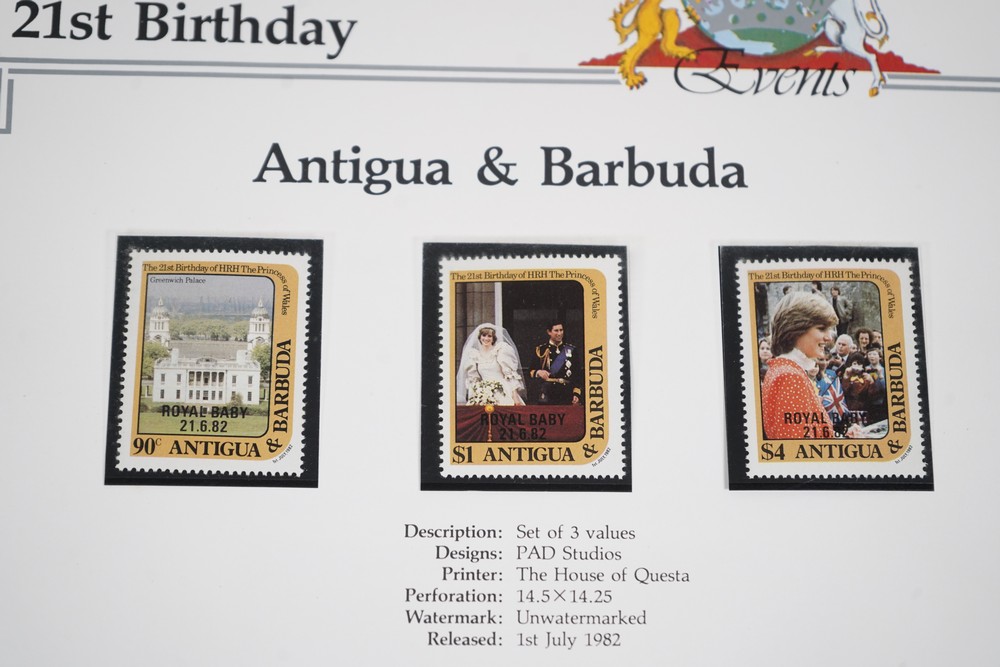 21st Birthday
Events
Antigua & Barbuda
The 21st Birthday of HRH The Princess of Wales
Greenwich Palace
ROYAL BABY
21.6.82
90c ANTIGUA & BARBUDA
The 21st Birthday of HRH The Princess of Wales
ROYAL BABY
21.6.82
$1 ANTIGUA & BARBUDA
The 21st Birthday of HRH The Princess of Wales
ROYAL BABY
21.6.82
$4 ANTIGUA & BARBUDA
Description: Set of 3 values
Designs: PAD Studios
Printer: The House of Questa
Perforation: 14.5×14.25
Watermark: Unwatermarked
Released: 1st July 1982